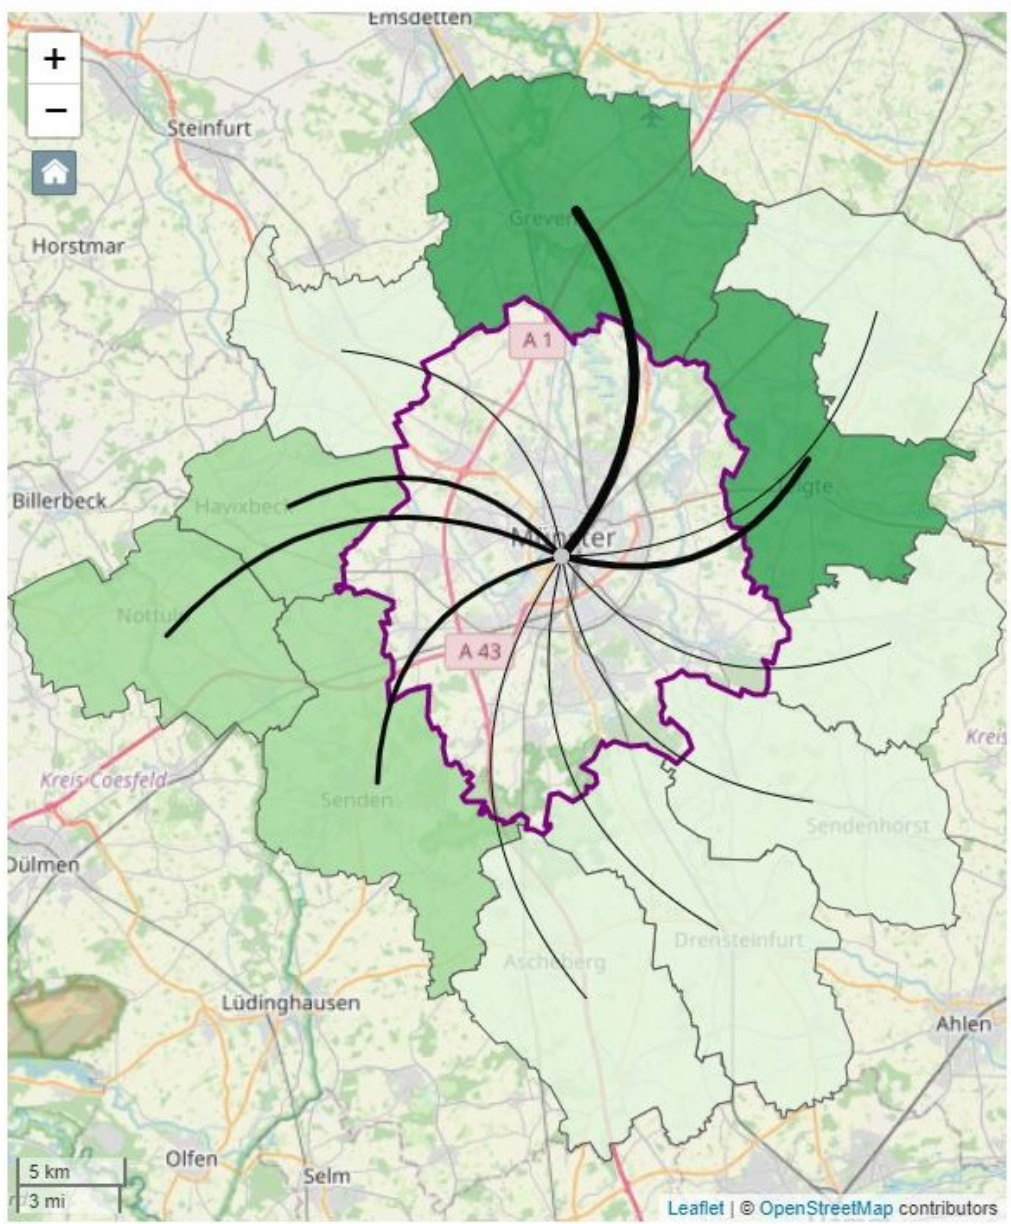 Emsdetten
+
−
Steinfurt
Greven
Horstmar
A 1
Billerbeck
Havixbeck
Münster
Nottuln
A 43
Kreis Coesfeld
Kreis
Senden
Sendenhorst
Dülmen
Drensteinfurt
Ascheberg
Lüdinghausen
Ahlen
Olfen
Selm
5 km
3 mi
Leaflet | © OpenStreetMap contributors